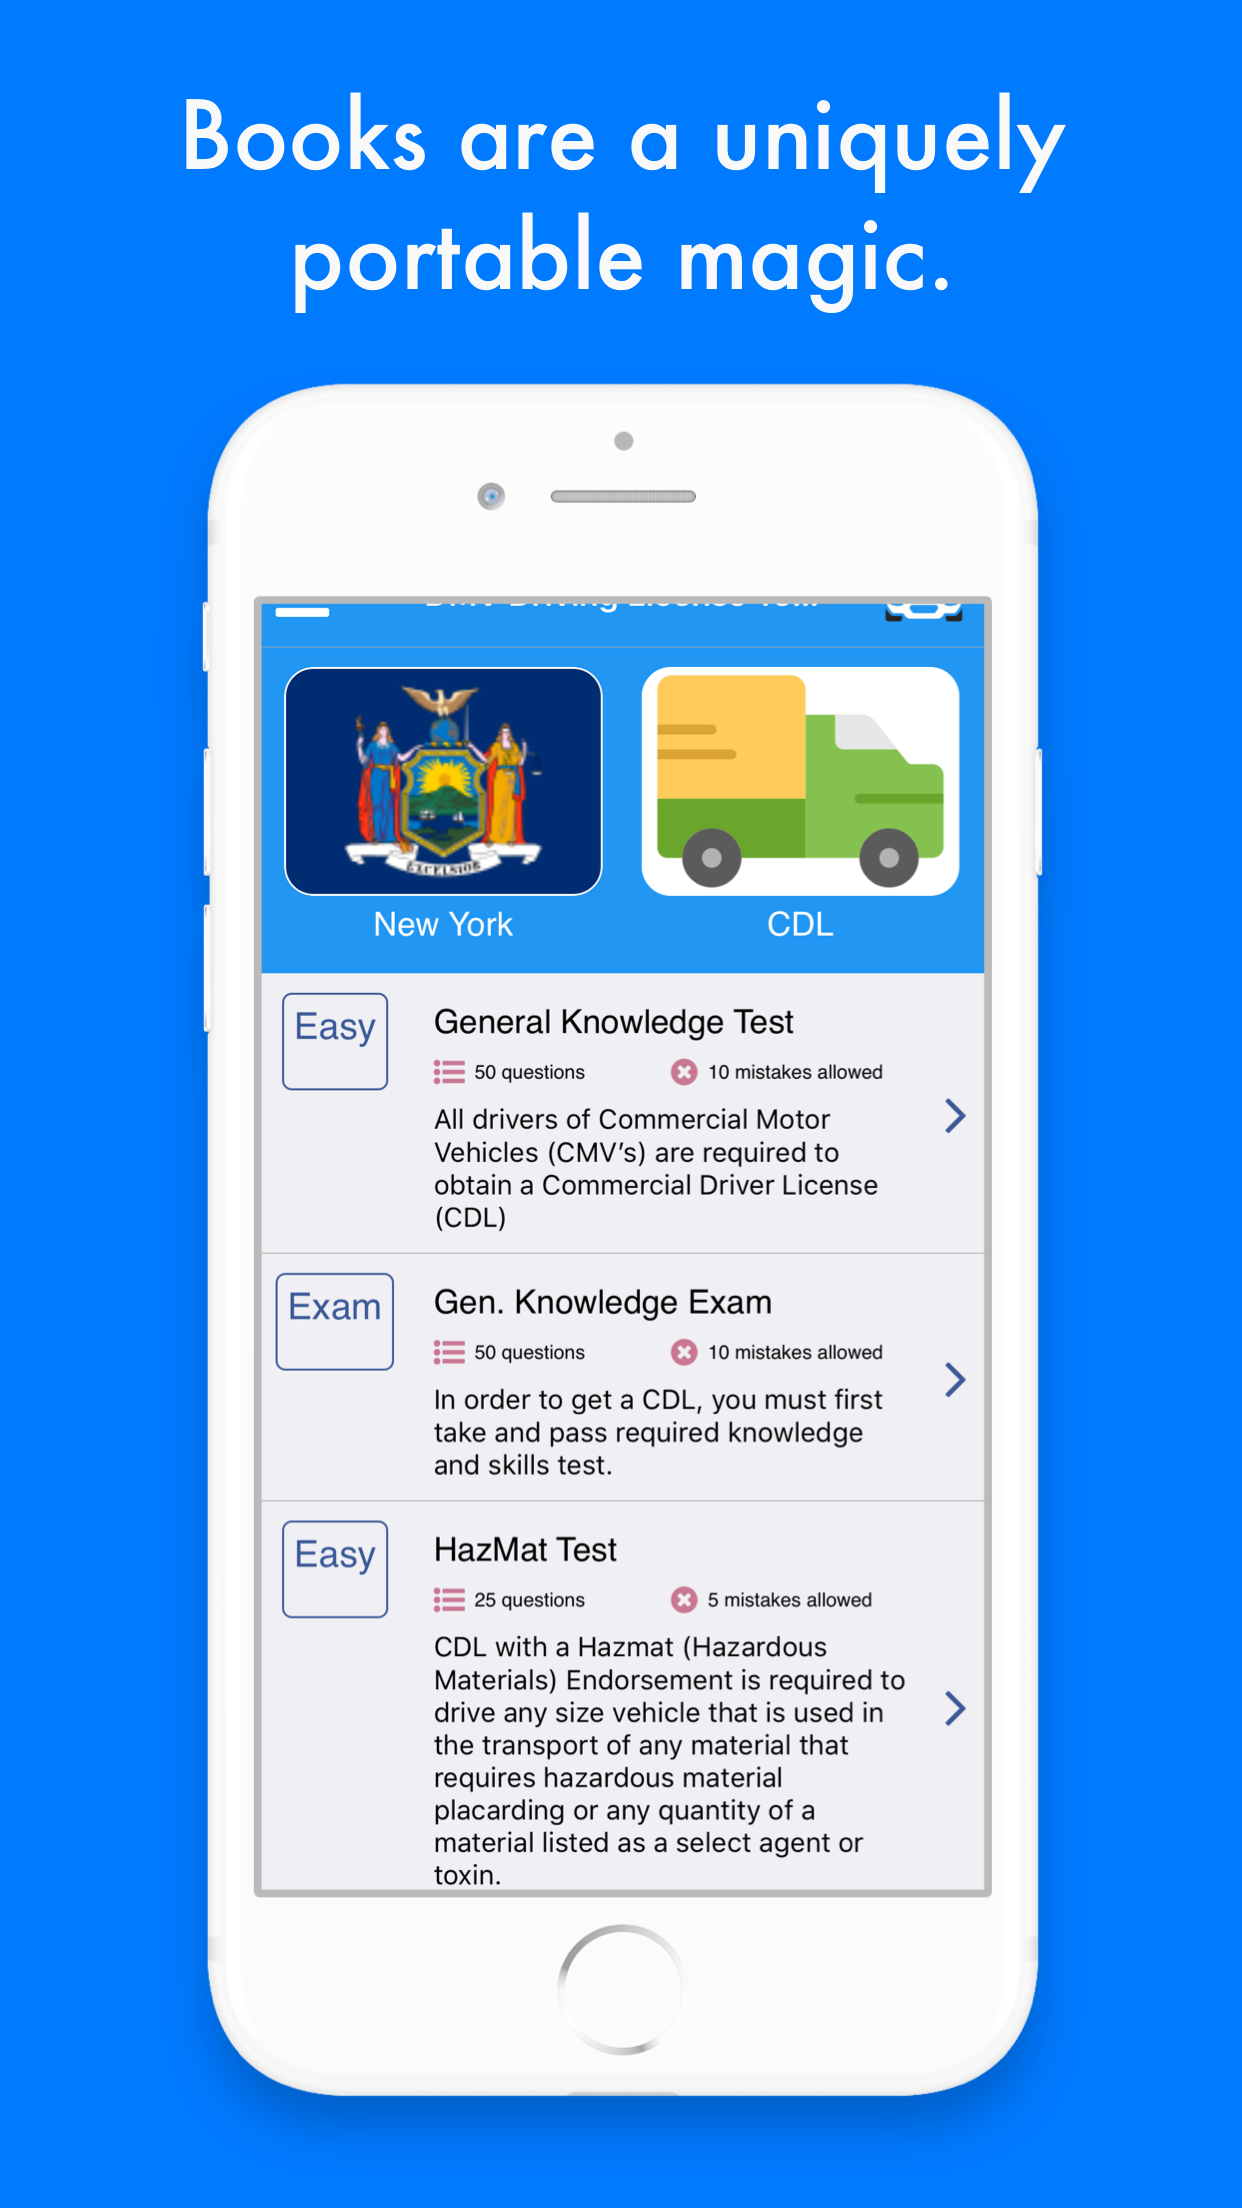 Books are a uniquely
portable magic.
DMV Driving License Te...
EXCELSIOR
New York
CDL
Easy
General Knowledge Test
50 questions
10 mistakes allowed
All drivers of Commercial Motor
Vehicles (CMV's) are required to
obtain a Commercial Driver License
(CDL)
Exam
Gen. Knowledge Exam
50 questions
10 mistakes allowed
In order to get a CDL, you must first
take and pass required knowledge
and skills test.
Easy
HazMat Test
25 questions
5 mistakes allowed
CDL with a Hazmat (Hazardous
Materials) Endorsement is required to
drive any size vehicle that is used in
the transport of any material that
requires hazardous material
placarding or any quantity of a
material listed as a select agent or
toxin.